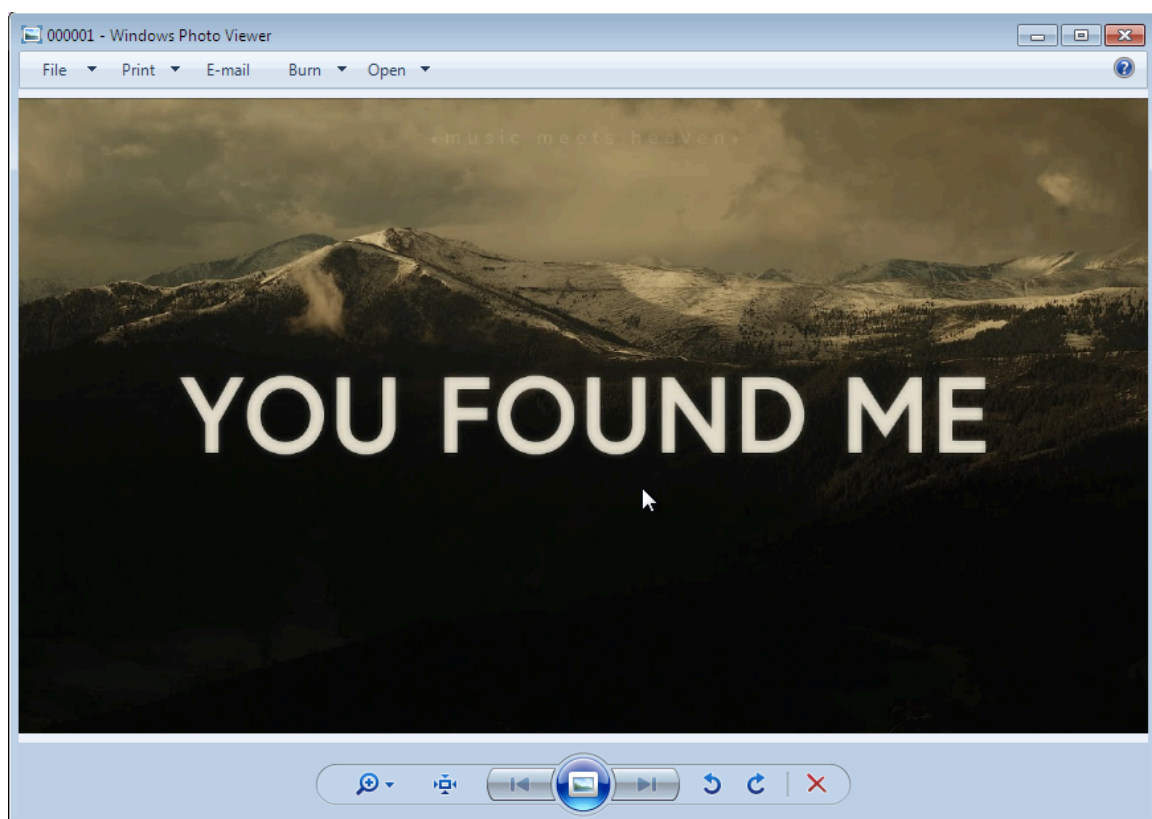 000001 - Windows Photo Viewer
File Print E-mail Burn Open
•music meets heaven•
YOU FOUND ME